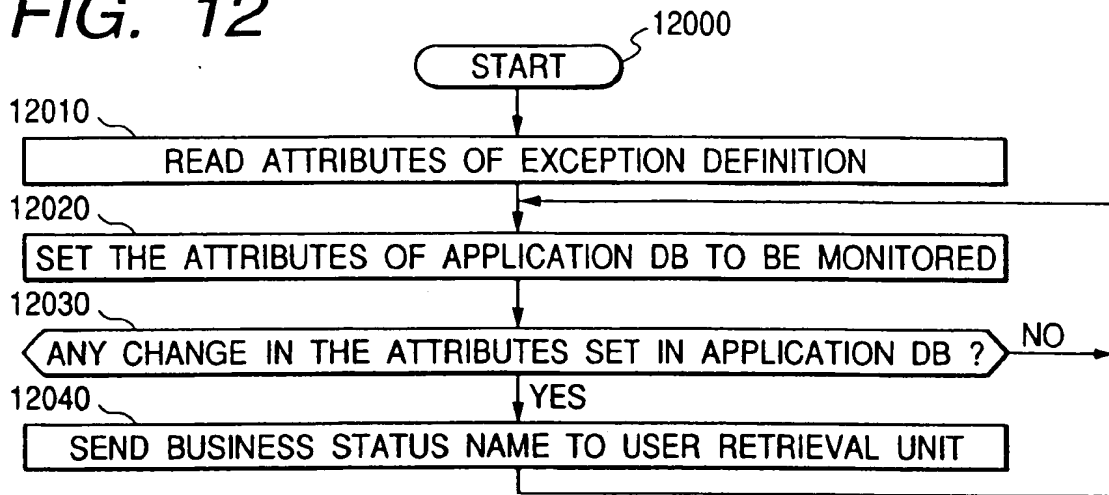 FIG. 12
12000
START
12010
READ ATTRIBUTES OF EXCEPTION DEFINITION
12020
SET THE ATTRIBUTES OF APPLICATION DB TO BE MONITORED
12030
ANY CHANGE IN THE ATTRIBUTES SET IN APPLICATION DB ?
NO
YES
12040
SEND BUSINESS STATUS NAME TO USER RETRIEVAL UNIT